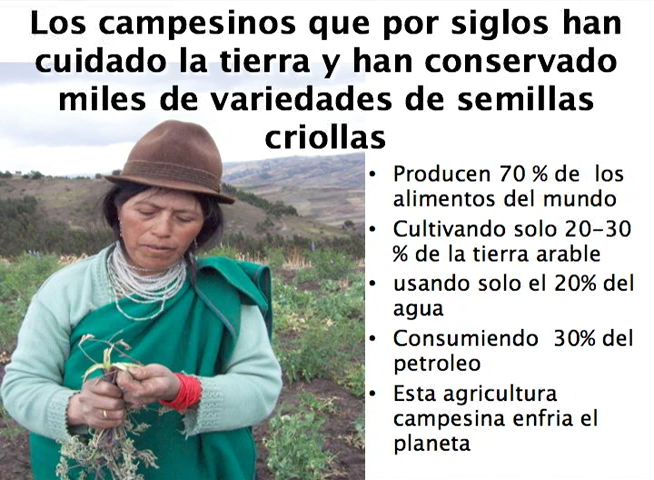 Los campesinos que por siglos han
cuidado la tierra y han conservado
miles de variedades de semillas
criollas
• Producen 70 % de los
alimentos del mundo
• Cultivando solo 20-30
% de la tierra arable
• usando solo el 20% del
agua
• Consumiendo 30% del
petroleo
• Esta agricultura
campesina enfria el
planeta